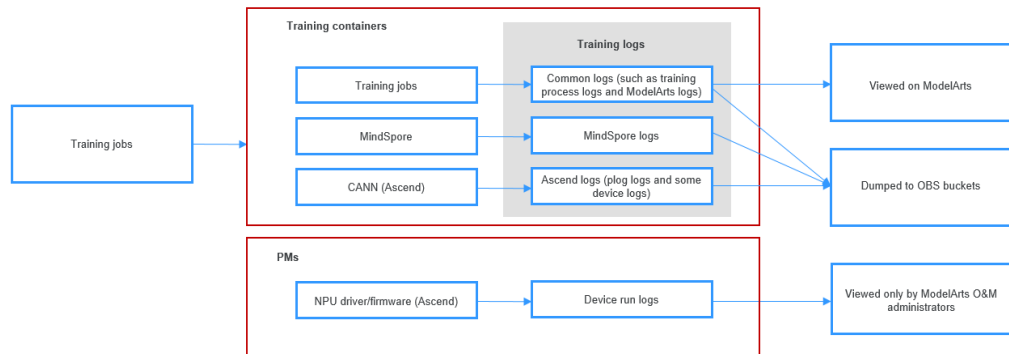 Training containers
Training logs
Training jobs
Training jobs
Common logs (such as training
process logs and ModelArts logs)
Viewed on ModelArts
MindSpore
MindSpore logs
CANN (Ascend)
Ascend logs (plog logs and some
device logs)
Dumped to OBS buckets
PMs
NPU driver/firmware (Ascend)
Device run logs
Viewed only by ModelArts O&M
administrators